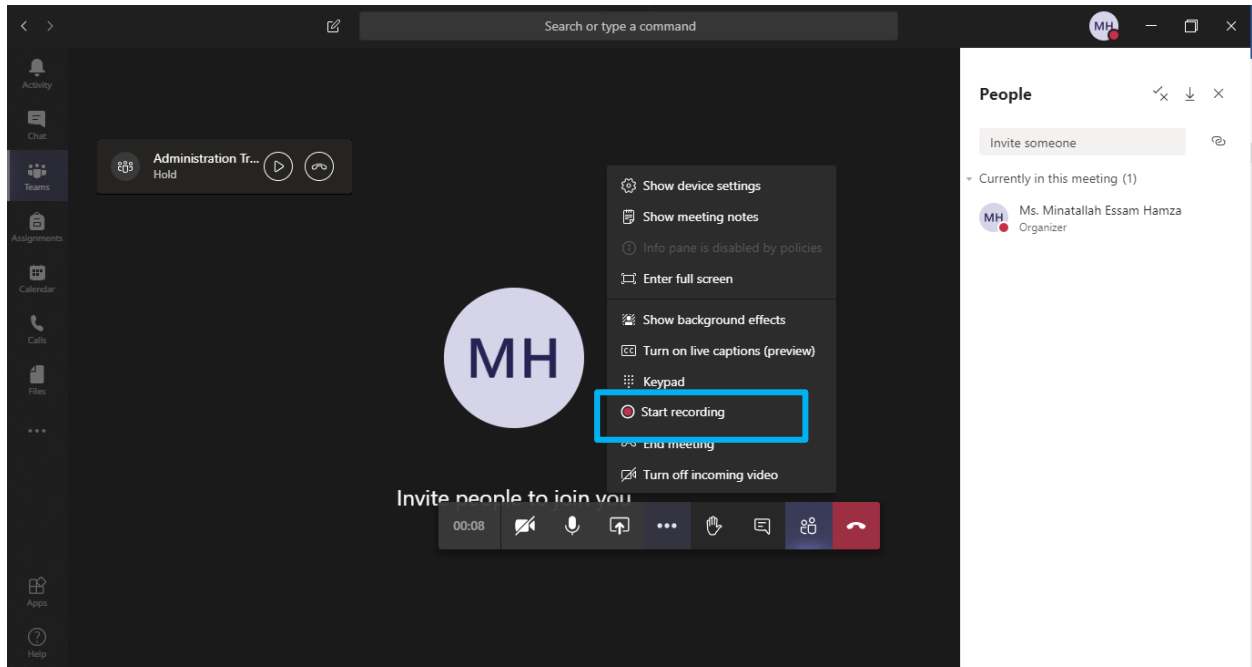 Search or type a command
MH
Activity
Chat
Teams
Assignments
Calendar
Calls
Files
Apps
Help
Administration Tr...
Hold
MH
Invite people to join you
Show device settings
Show meeting notes
Info pane is disabled by policies
Enter full screen
Show background effects
CC Turn on live captions (preview)
Keypad
Start recording
End meeting
Turn off incoming video
00:08
People
Invite someone
Currently in this meeting (1)
MH
Ms. Minatallah Essam Hamza
Organizer